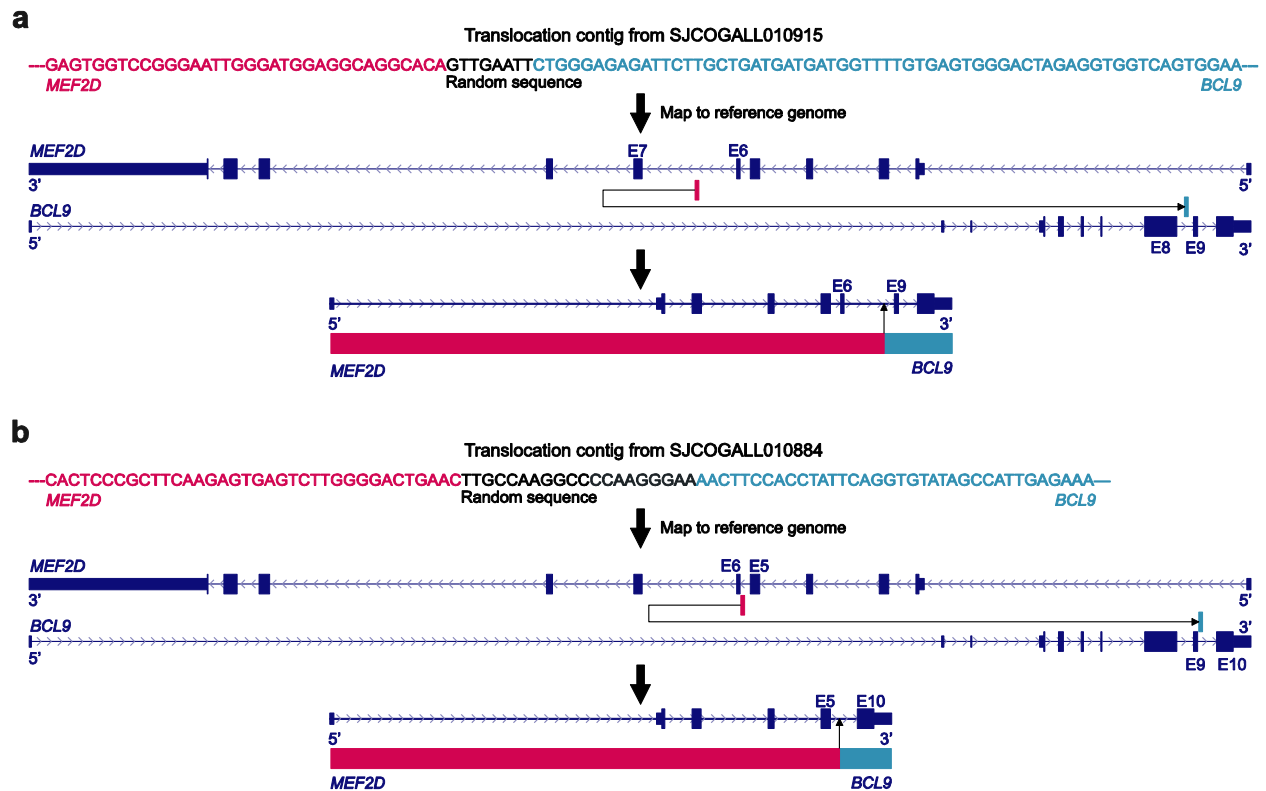 a
Translocation contig from SJCOGALL010915
---GAGTGGTCCGGGAATTGGGATGGAGGCAGGCACAGTTGAATTCTGGGAGAGATTCTTGCTGATGATGATGGTTTTGTGAGTGGGACTAGAGGTGGTCAGTGGAA---
MEF2D Random sequence BCL9
Map to reference genome
MEF2D E7 E6
3' 5'
BCL9
5' E8 E9 3'
E6 E9
5' 3'
MEF2D BCL9
b
Translocation contig from SJCOGALL010884
---CACTCCCGCTTCAAGAGTGAGTCTTGGGGACTGAACTTGCCAAGGCCCCAAGGGAAAACTTCCACCTATTCAGGTGTATAGCCATTGAGAAA---
MEF2D Random sequence BCL9
Map to reference genome
MEF2D E6 E5
3' 5'
BCL9 3'
5' E9 E10
E5 E10
5' 3'
MEF2D BCL9